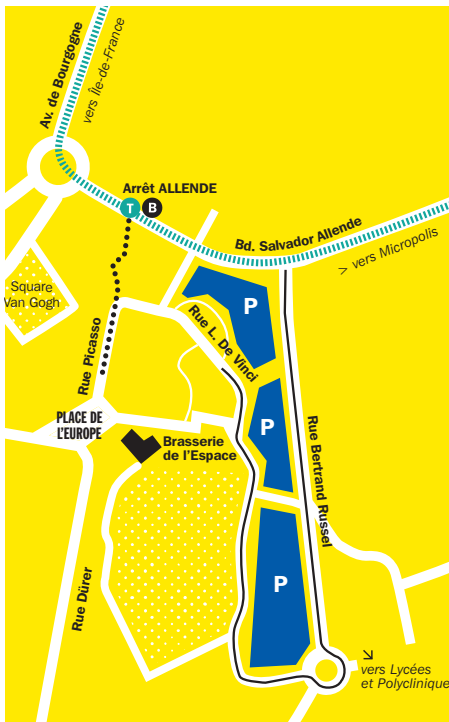 Av. de Bourgogne
vers Île-de-France
Arrêt ALLENDE
T B
Bd. Salvador Allende
> vers Micropolis
Square
Van Gogh
P
Rue L. De Vinci
Rue Picasso
PLACE DE
L'EUROPE
Brasserie
de l'Espace
P
Rue Bertrand Russel
Rue Dürer
P
vers Lycées
et Polyclinique